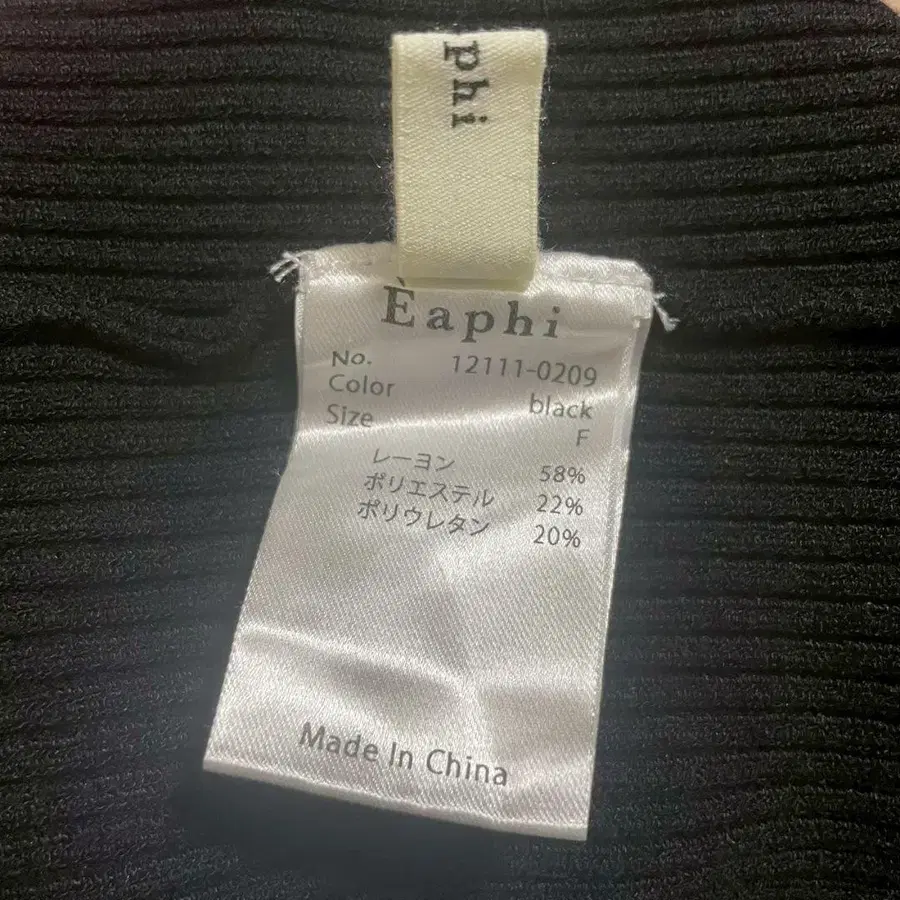 phi
Èaphi
No. 12111-0209
Color black
Size F
レーヨン 58%
ポリエステル 22%
ポリウレタン 20%
Made In China